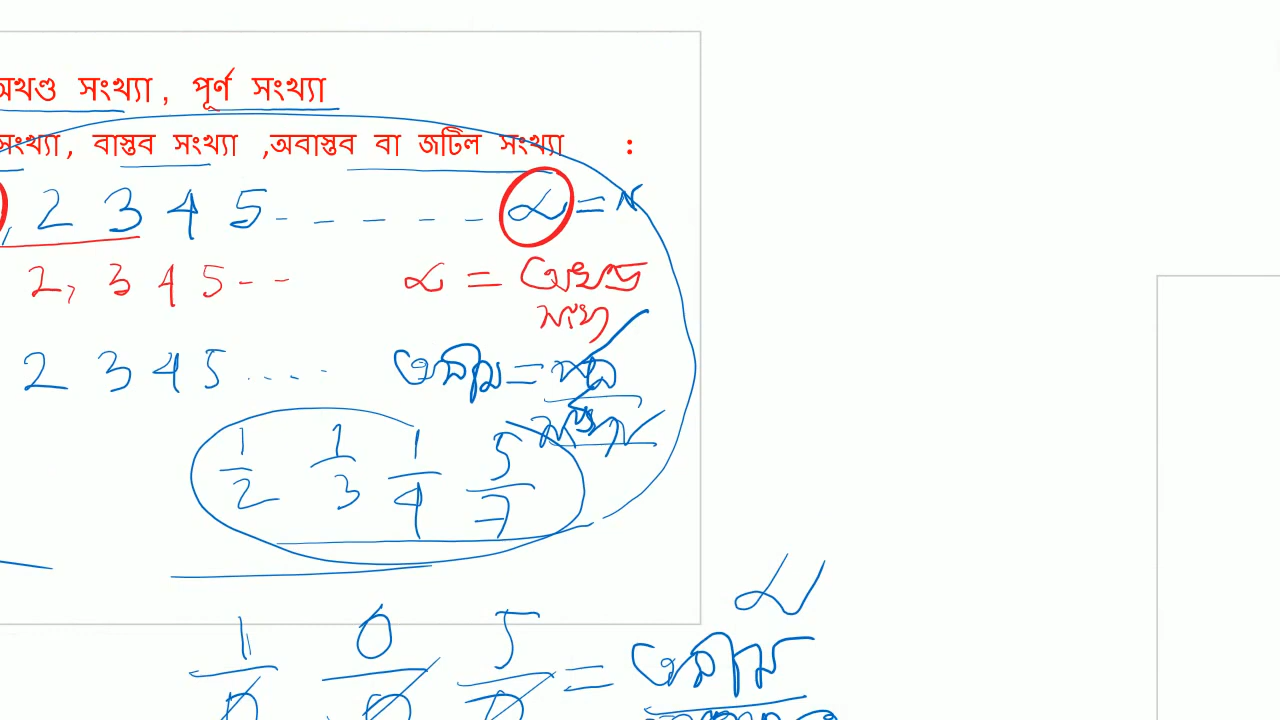 অখণ্ড সংখ্যা, পূর্ণ সংখ্যা
সংখ্যা, বাস্তব সংখ্যা ,অবাস্তব বা জটিল সংখ্যা :
, 2 3 4 5 - - - - - - α = N
2, 3 4 5 - - α = অখন্ড
সংখ্যা
2 3 4 5 .... অসীম =
1/2 1/3 1/4 5/7
α
1/0 0/0 5/0 = অসীম